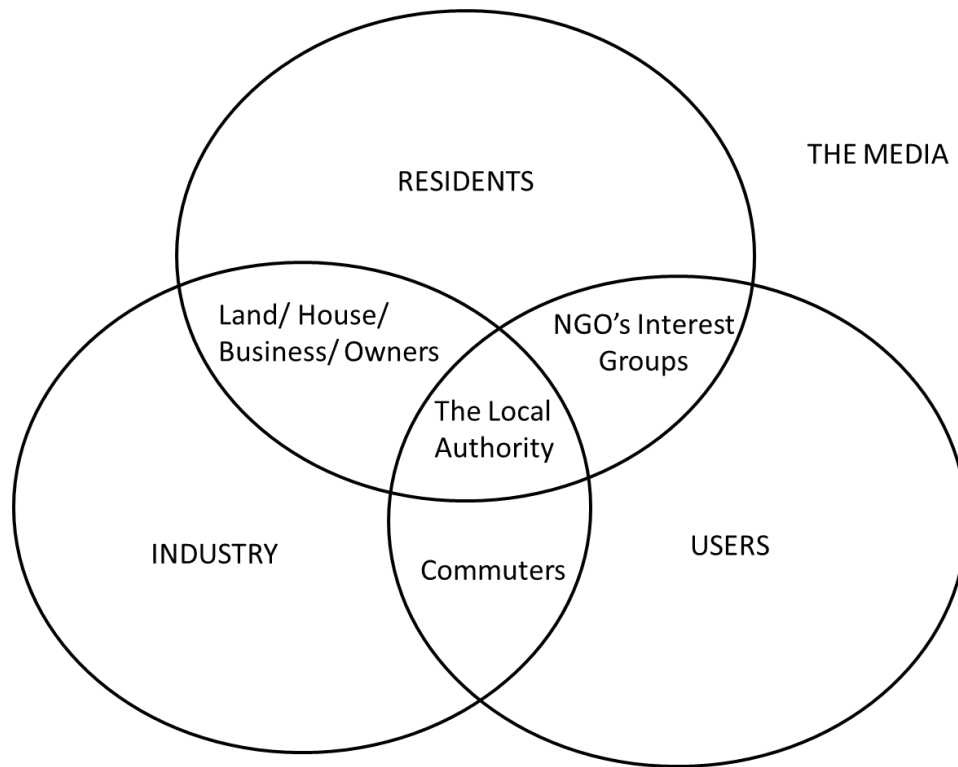 THE MEDIA
RESIDENTS
Land/ House/
Business/ Owners
NGO’s Interest
Groups
The Local
Authority
INDUSTRY
USERS
Commuters